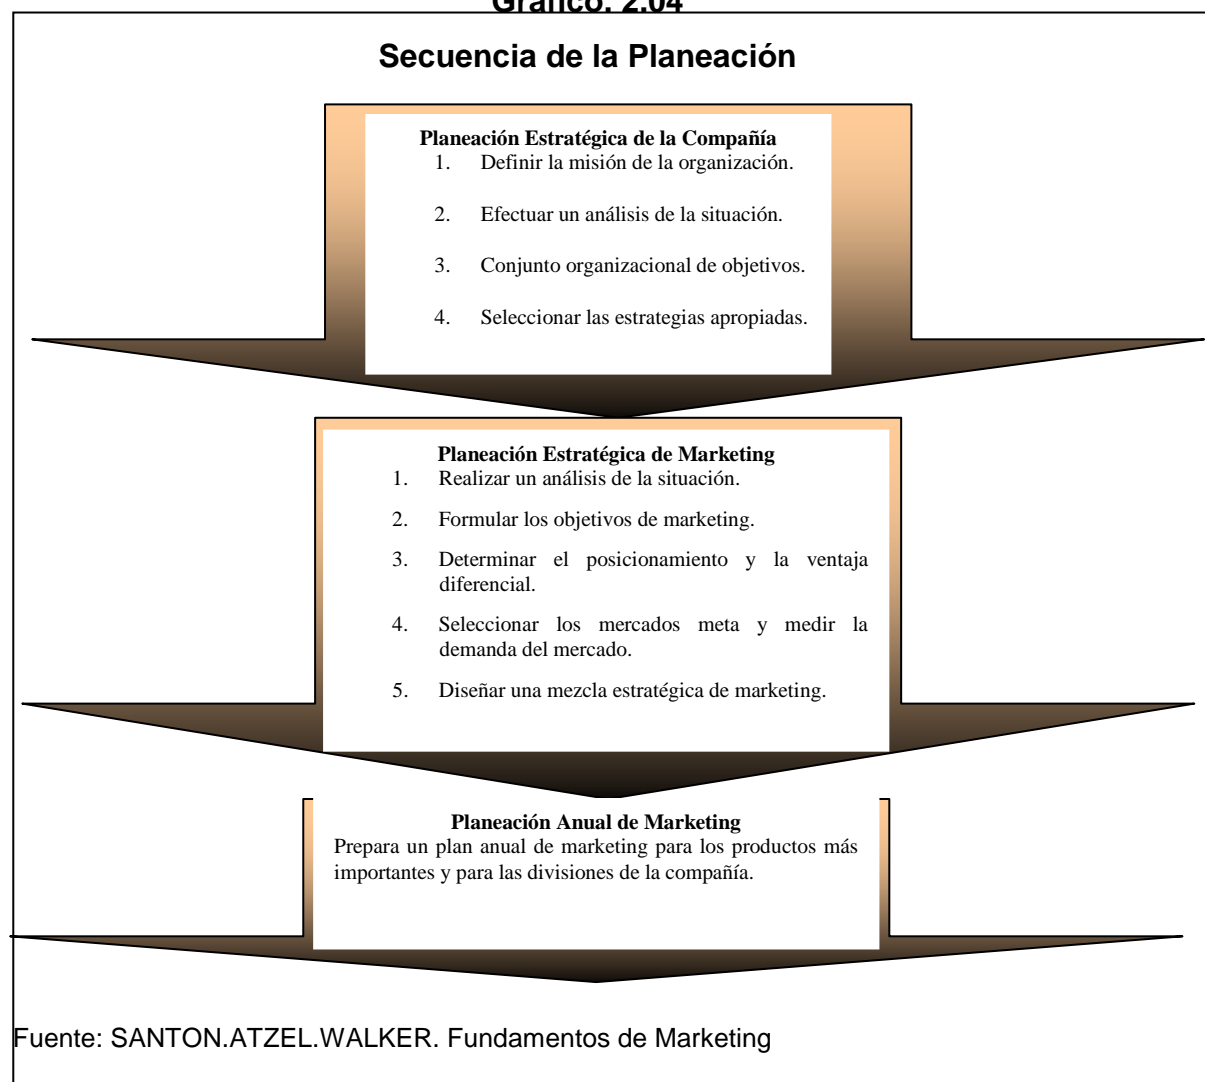 Gráfico. 2.04
Secuencia de la Planeación
Planeación Estratégica de la Compañía
1. Definir la misión de la organización.
2. Efectuar un análisis de la situación.
3. Conjunto organizacional de objetivos.
4. Seleccionar las estrategias apropiadas.
Planeación Estratégica de Marketing
1. Realizar un análisis de la situación.
2. Formular los objetivos de marketing.
3. Determinar el posicionamiento y la ventaja
diferencial.
4. Seleccionar los mercados meta y medir la
demanda del mercado.
5. Diseñar una mezcla estratégica de marketing.
Planeación Anual de Marketing
Prepara un plan anual de marketing para los productos más
importantes y para las divisiones de la compañía.
Fuente: SANTON.ATZEL.WALKER. Fundamentos de Marketing